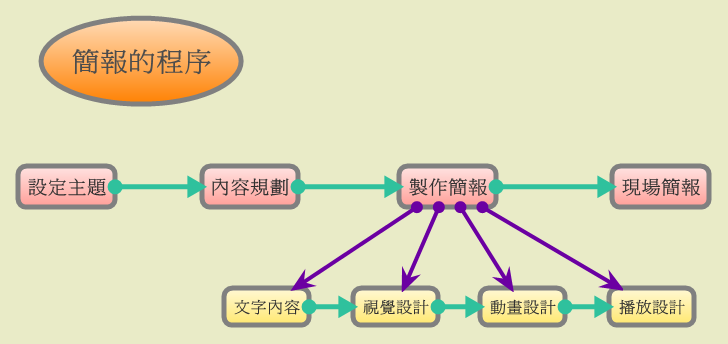 簡報的程序
設定主題
內容規劃
製作簡報
現場簡報
文字內容
視覺設計
動畫設計
播放設計